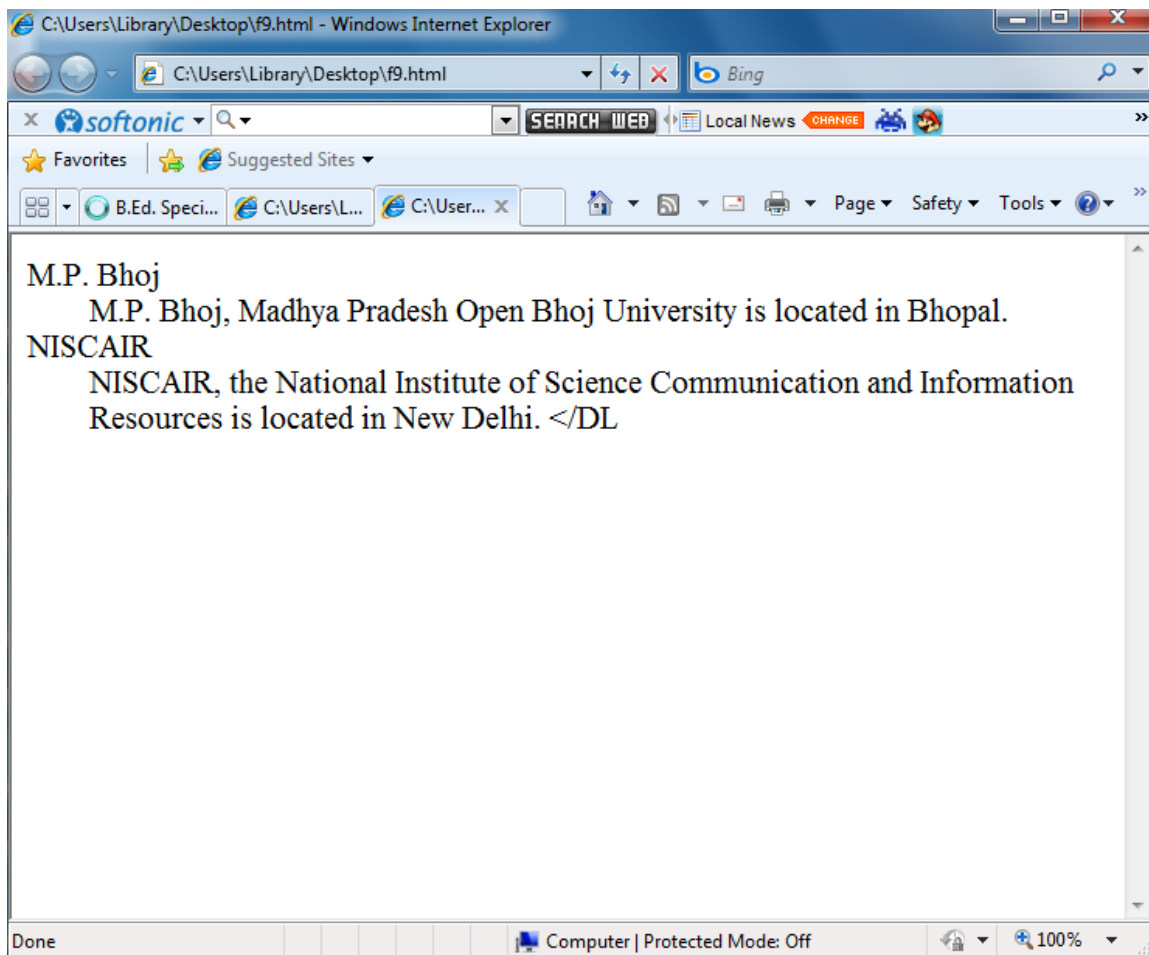 C:\Users\Library\Desktop\f9.html - Windows Internet Explorer
C:\Users\Library\Desktop\f9.html Bing
x softonic SEARCH WEB Local News CHANGE »
Favorites Suggested Sites
B.Ed. Speci... C:\Users\L... C:\User... x Page Safety Tools »
M.P. Bhoj
M.P. Bhoj, Madhya Pradesh Open Bhoj University is located in Bhopal.
NISCAIR
NISCAIR, the National Institute of Science Communication and Information
Resources is located in New Delhi. </DL
Done Computer | Protected Mode: Off 100%